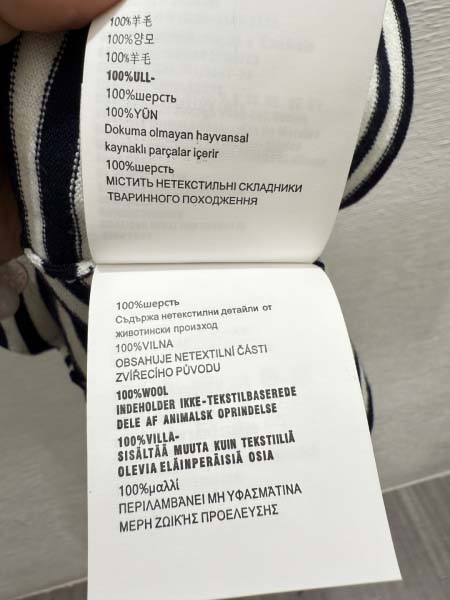 100%羊毛
100%양모
100%羊毛
100%ULL-
100%шерсть
100%YŪN
Dokuma olmayan hayvansal
kaynaklı parçalar içerir
100%шерсть
МІСТИТЬ НЕТЕКСТИЛЬНІ СКЛАДНИКИ
ТВАРИННОГО ПОХОДЖЕННЯ
100%шерсть
Съдържа нетекстилни детайли от
животински произход
100%VILNA
OBSAHUJE NETEXTILNÍ ČÁSTI
ZVÍŘECÍHO PŮVODU
100%WOOL
INDEHOLDER IKKE-TEKSTILBASEREDE
DELE AF ANIMALSK OPRINDELSE
100%VILLA-
SISÄLTÄÄ MUUTA KUIN TEKSTIILIÄ
OLEVIA ELÄINPERÄISIÄ OSIA
100%μαλλί
ΠΕΡΙΛΑΜΒΑΝΕΙ ΜΗ ΥΦΑΣΜΑΤΙΝΑ
ΜΕΡΗ ΖΩΙΚΗΣ ΠΡΟΕΛΕΥΣΗΣ